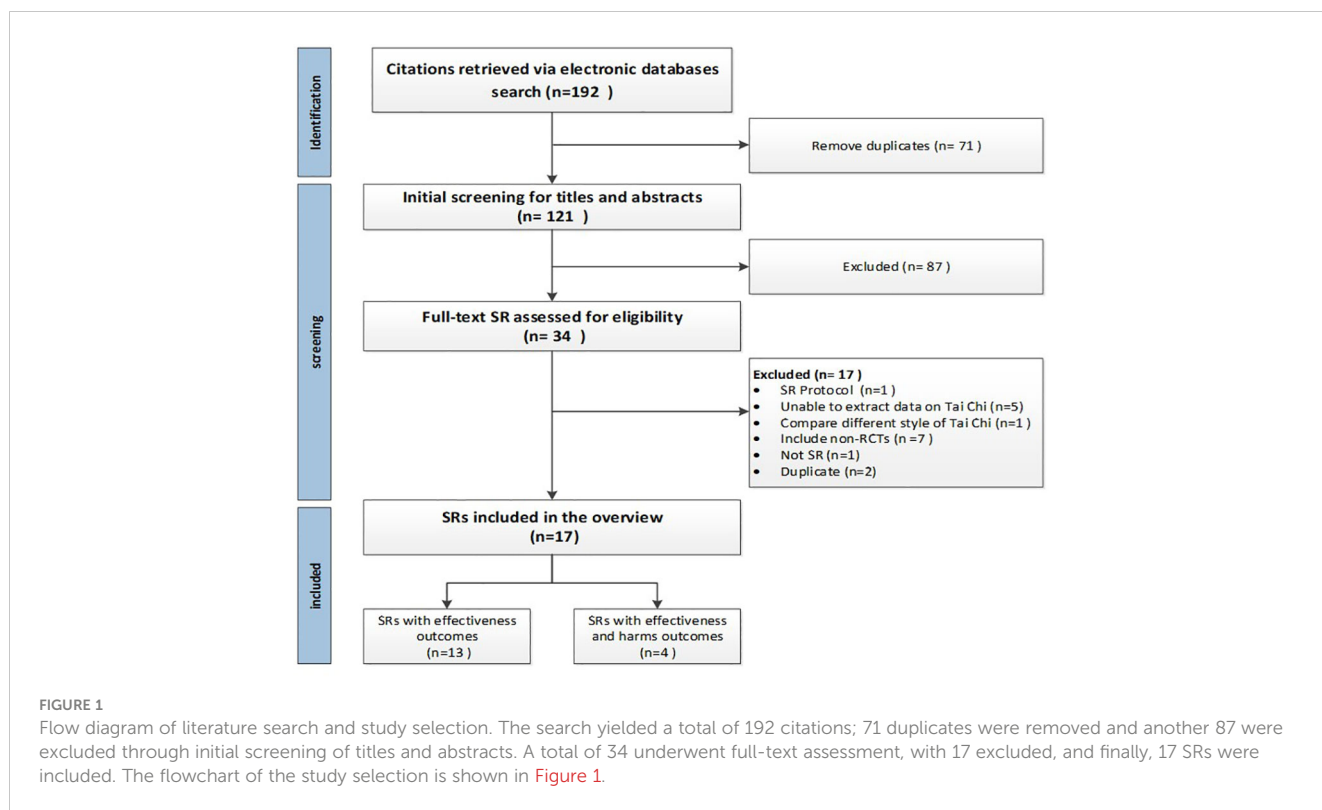 Identification
Citations retrieved via electronic databases
search (n=192 )
Remove duplicates (n= 71 )
screening
Initial screening for titles and abstracts
(n= 121 )
Excluded (n= 87 )
Full-text SR assessed for eligibility
(n= 34 )
Excluded (n= 17 )
• SR Protocol (n=1 )
• Unable to extract data on Tai Chi (n=5)
• Compare different style of Tai Chi (n=1 )
• Include non-RCTs (n =7 )
• Not SR (n=1)
• Duplicate (n=2)
included
SRs included in the overview
(n=17)
SRs with effectiveness
outcomes
(n=13 )
SRs with effectiveness
and harms outcomes
(n=4 )
FIGURE 1
Flow diagram of literature search and study selection. The search yielded a total of 192 citations; 71 duplicates were removed and another 87 were
excluded through initial screening of titles and abstracts. A total of 34 underwent full-text assessment, with 17 excluded, and finally, 17 SRs were
included. The flowchart of the study selection is shown in Figure 1.